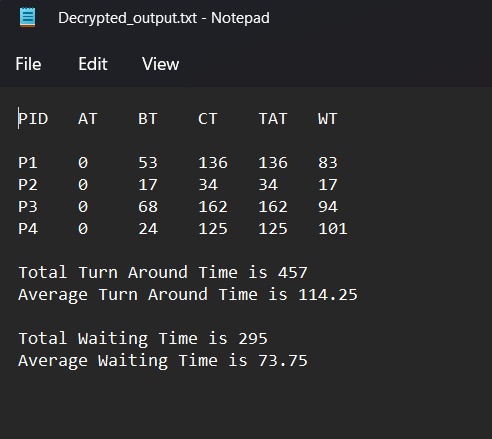 Decrypted_output.txt - Notepad
File Edit View
PID AT BT CT TAT WT
P1 0 53 136 136 83
P2 0 17 34 34 17
P3 0 68 162 162 94
P4 0 24 125 125 101
Total Turn Around Time is 457
Average Turn Around Time is 114.25
Total Waiting Time is 295
Average Waiting Time is 73.75